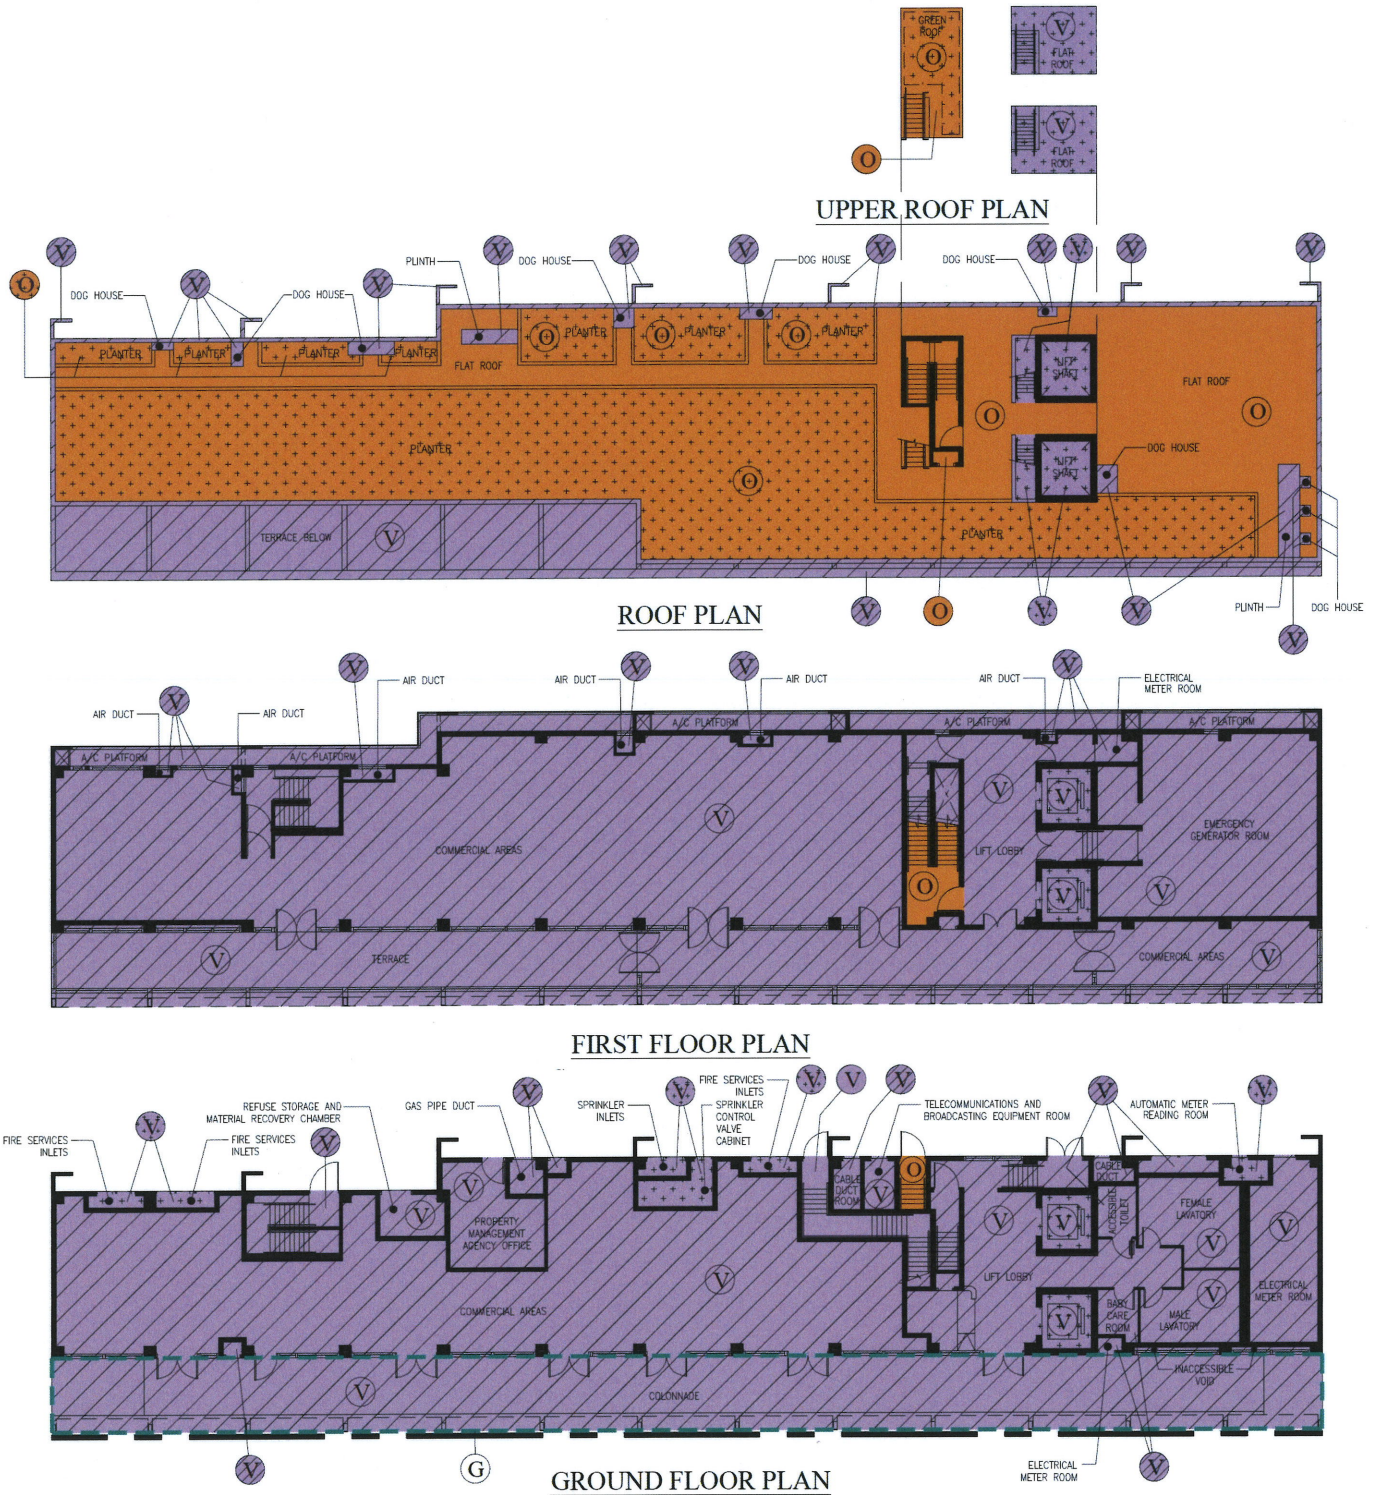 GREEN
ROOF
O
V
FLAT
ROOF
V
FLAT
ROOF
O
UPPER ROOF PLAN
V
V
V
V
V
V
V
V
V
V
V
O
PLINTH
DOG HOUSE
DOG HOUSE
DOG HOUSE
DOG HOUSE
DOG HOUSE
PLANTER
PLANTER
PLANTER
PLANTER
O
PLANTER
O
PLANTER
O
PLANTER
FLAT ROOF
LIFT
SHAFT
FLAT ROOF
O
O
PLANTER
O
LIFT
SHAFT
DOG HOUSE
TERRACE BELOW
V
PLANTER
V
O
V
V
PLINTH
DOG HOUSE
V
ROOF PLAN
V
V
V
V
V
AIR DUCT
AIR DUCT
AIR DUCT
AIR DUCT
ELECTRICAL
METER ROOM
AIR DUCT
AIR DUCT
A/C PLATFORM
A/C PLATFORM
A/C PLATFORM
A/C PLATFORM
A/C PLATFORM
V
V
V
COMMERCIAL AREAS
LIFT LOBBY
EMERGENCY
GENERATOR ROOM
O
V
V
V
TERRACE
COMMERCIAL AREAS
V
FIRST FLOOR PLAN
V
V
V
V
V
V
V
V
V
FIRE SERVICES
INLETS
FIRE SERVICES
INLETS
REFUSE STORAGE AND
MATERIAL RECOVERY CHAMBER
GAS PIPE DUCT
SPRINKLER
INLETS
FIRE SERVICES
INLETS
SPRINKLER
CONTROL
VALVE
CABINET
TELECOMMUNICATIONS AND
BROADCASTING EQUIPMENT ROOM
AUTOMATIC METER
READING ROOM
V
V
PROPERTY
MANAGEMENT
AGENCY OFFICE
CABLE
DUCT
ROOM
V
O
CABLE
DUCT
ACCESSIBLE
TOILET
FEMALE
LAVATORY
V
V
V
V
V
COMMERCIAL AREAS
LIFT LOBBY
V
BABY
CARE
ROOM
MALE
LAVATORY
V
ELECTRICAL
METER ROOM
INACCESSIBLE
VOID
V
COLONNADE
V
G
V
ELECTRICAL
METER ROOM
GROUND FLOOR PLAN